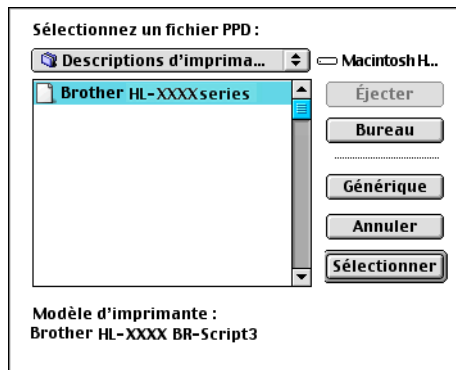 Sélectionnez un fichier PPD :
Descriptions d'imprima...
Macintosh H...
Brother HL-XXXX series
Éjecter
Bureau
Générique
Annuler
Sélectionner
Modèle d'imprimante :
Brother HL-XXXX BR-Script3